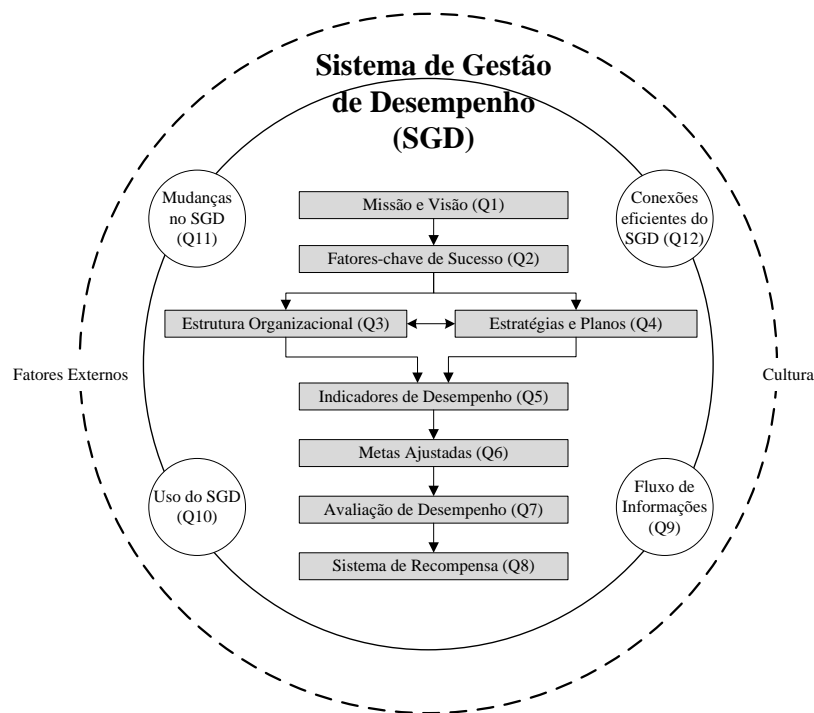 Sistema de Gestão
de Desempenho
(SGD)
Mudanças
no SGD
(Q11)
Conexões
eficientes do
SGD (Q12)
Missão e Visão (Q1)
Fatores-chave de Sucesso (Q2)
Estrutura Organizacional (Q3)
Estratégias e Planos (Q4)
Fatores Externos
Cultura
Indicadores de Desempenho (Q5)
Metas Ajustadas (Q6)
Avaliação de Desempenho (Q7)
Sistema de Recompensa (Q8)
Uso do SGD
(Q10)
Fluxo de
Informações
(Q9)